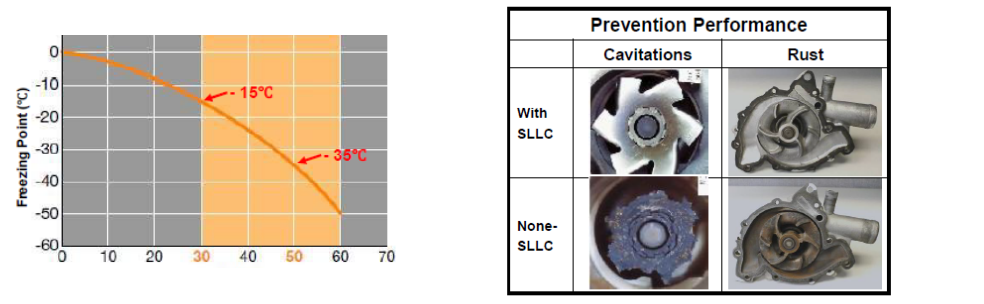 Freezing Point (℃)
0
-10
-20
-30
-40
-50
-60
0 10 20 30 40 50 60 70
- 15℃
- 35℃
Prevention Performance
Cavitations Rust
With
SLLC
None-
SLLC